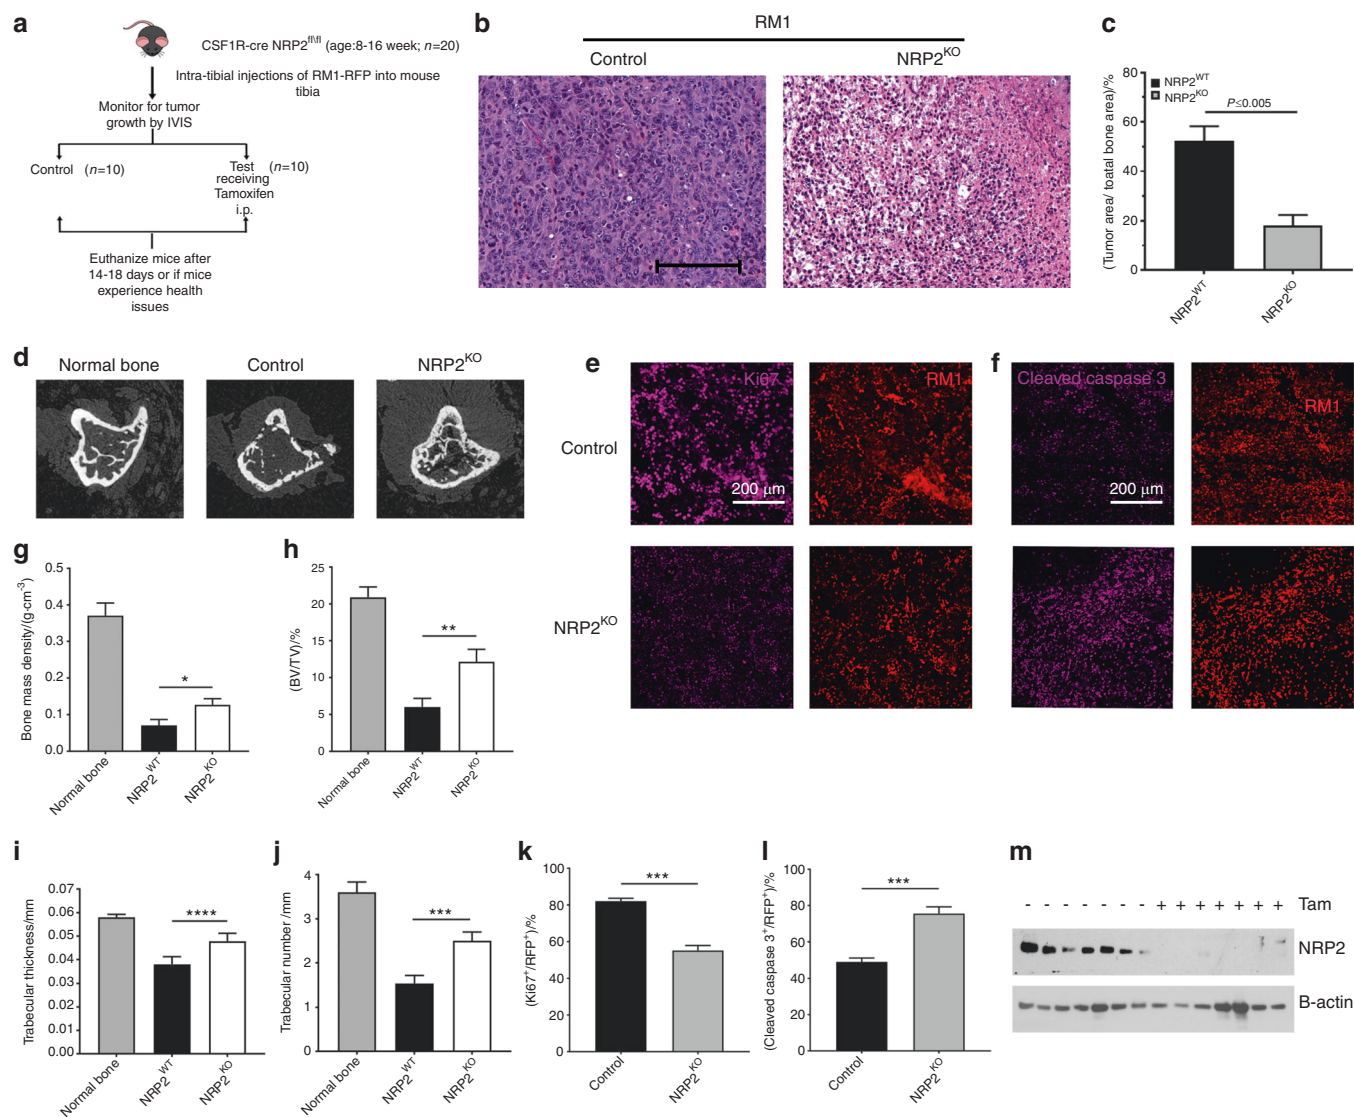 a
CSF1R-cre NRP2fl\fl (age:8-16 week; n=20)
Intra-tibial injections of RM1-RFP into mouse
tibia
Monitor for tumor
growth by IVIS
Control (n=10)
Test (n=10)
receiving
Tamoxifen
i.p.
Euthanize mice after
14-18 days or if mice
experience health
issues
b
RM1
Control
NRP2KO
c
(Tumor area/ toatal bone area)/%
80
60
40
20
0
NRP2WT
NRP2KO
P≤0.005
NRP2WT
NRP2KO
d
Normal bone
Control
NRP2KO
e
Ki67
RM1
Control
200 μm
NRP2KO
f
Cleaved caspase 3
RM1
200 μm
g
Bone mass density/(g·cm-3)
0.5
0.4
0.3
0.2
0.1
0.0
*
Normal bone
NRP2WT
NRP2KO
h
(BV/TV)/%
25
20
15
10
5
0
**
Normal bone
NRP2WT
NRP2KO
i
Trabecular thickness/mm
0.07
0.06
0.05
0.04
0.03
0.02
0.01
0.00
****
Normal bone
NRP2WT
NRP2KO
j
Trabecular number /mm
4
3
2
1
0
***
Normal bone
NRP2WT
NRP2KO
k
(Ki67+/RFP+)/%
100
80
60
40
20
0
***
Control
NRP2KO
l
(Cleaved caspase 3+/RFP+)/%
100
80
60
40
20
0
***
Control
NRP2KO
m
- - - - - - - + + + + + + + Tam
NRP2
B-actin